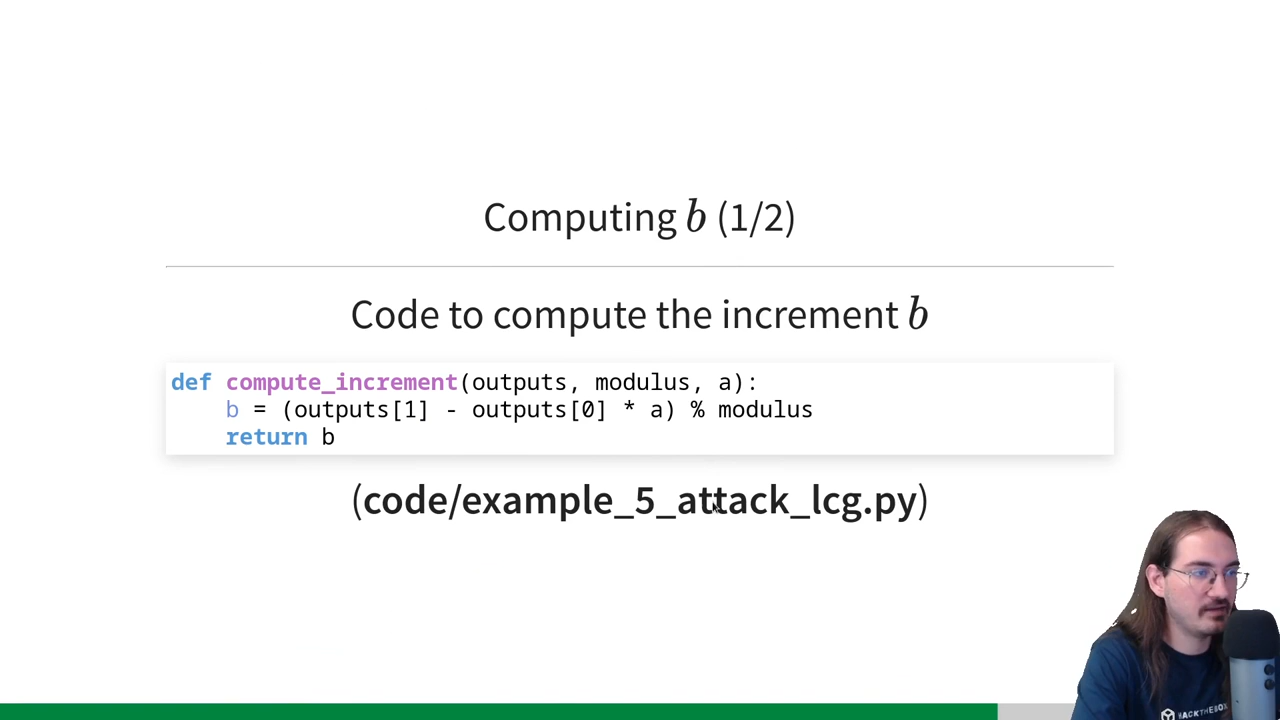 Computing b (1/2)
Code to compute the increment b
def compute_increment(outputs, modulus, a):
    b = (outputs[1] - outputs[0] * a) % modulus
    return b
(code/example_5_attack_lcg.py)
HACKTHEBOX